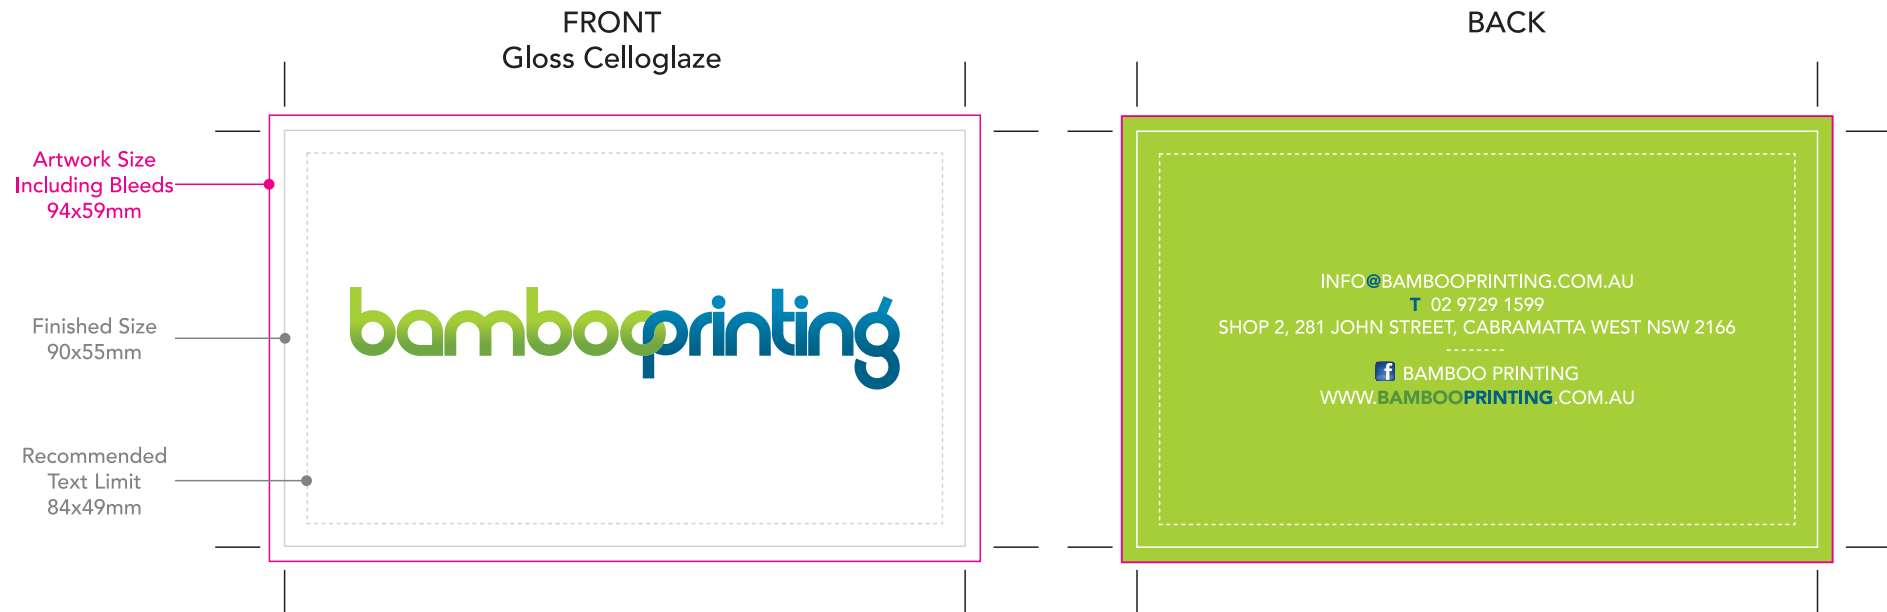 FRONT
Gloss Celloglaze
BACK
Artwork Size
Including Bleeds
94x59mm
Finished Size
90x55mm
Recommended
Text Limit
84x49mm
bambooprinting
INFO@BAMBOOPRINTING.COM.AU
T 02 9729 1599
SHOP 2, 281 JOHN STREET, CABRAMATTA WEST NSW 2166
--------
f BAMBOO PRINTING
WWW.BAMBOOPRINTING.COM.AU